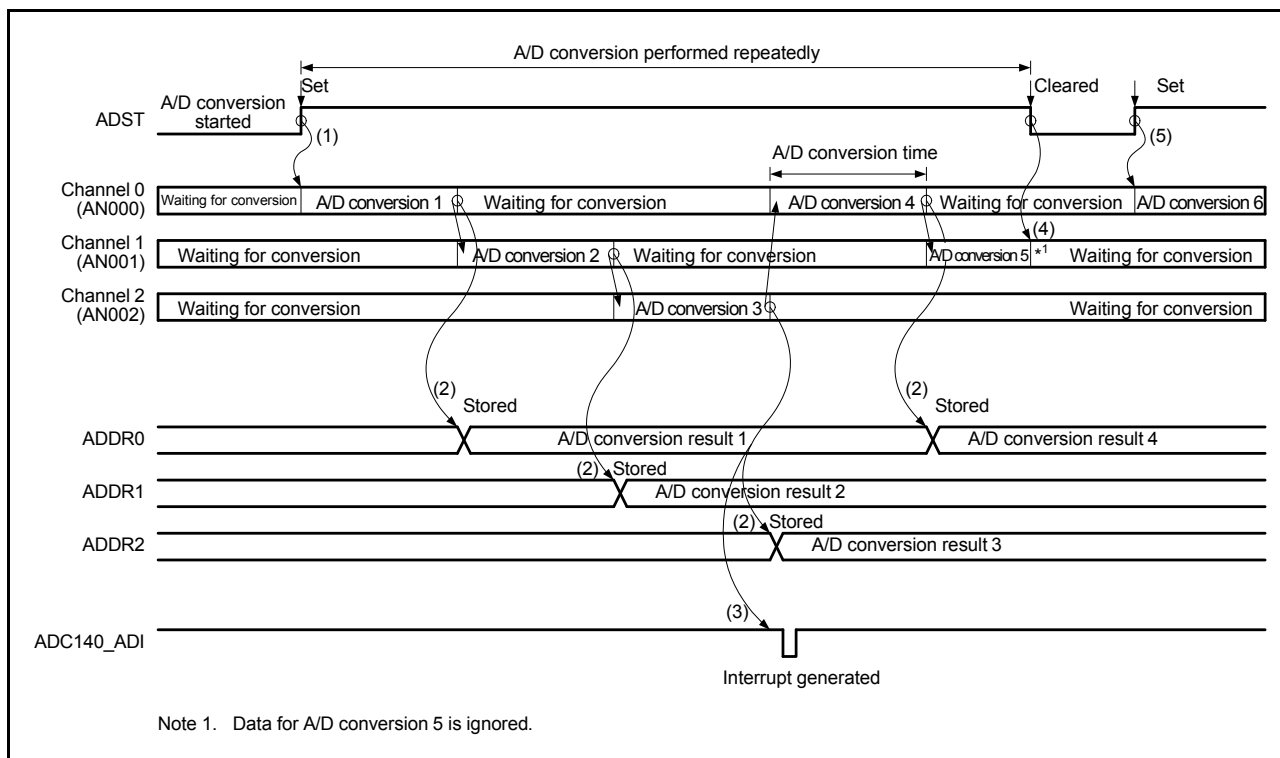 A/D conversion performed repeatedly
Set
Cleared
Set
A/D conversion
started
ADST
(1)
(5)
A/D conversion time
Channel 0
(AN000)
Waiting for conversion
A/D conversion 1
Waiting for conversion
A/D conversion 4
Waiting for conversion
A/D conversion 6
(4)
Channel 1
(AN001)
Waiting for conversion
A/D conversion 2
Waiting for conversion
A/D conversion 5
*1
Waiting for conversion
Channel 2
(AN002)
Waiting for conversion
A/D conversion 3
Waiting for conversion
(2)
Stored
(2)
Stored
ADDR0
A/D conversion result 1
A/D conversion result 4
(2)
Stored
ADDR1
A/D conversion result 2
(2)
Stored
ADDR2
A/D conversion result 3
(3)
ADC140_ADI
Interrupt generated
Note 1. Data for A/D conversion 5 is ignored.